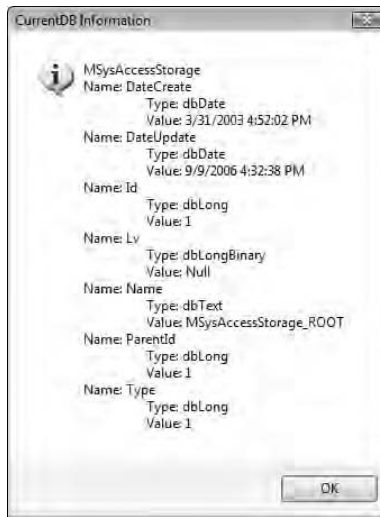 CurrentDB Information
MSysAccessStorage
Name: DateCreate
Type: dbDate
Value: 3/31/2003 4:52:02 PM
Name: DateUpdate
Type: dbDate
Value: 9/9/2006 4:32:38 PM
Name: Id
Type: dbLong
Value: 1
Name: Lv
Type: dbLongBinary
Value: Null
Name: Name
Type: dbText
Value: MSysAccessStorage_ROOT
Name: ParentId
Type: dbLong
Value: 1
Name: Type
Type: dbLong
Value: 1
OK